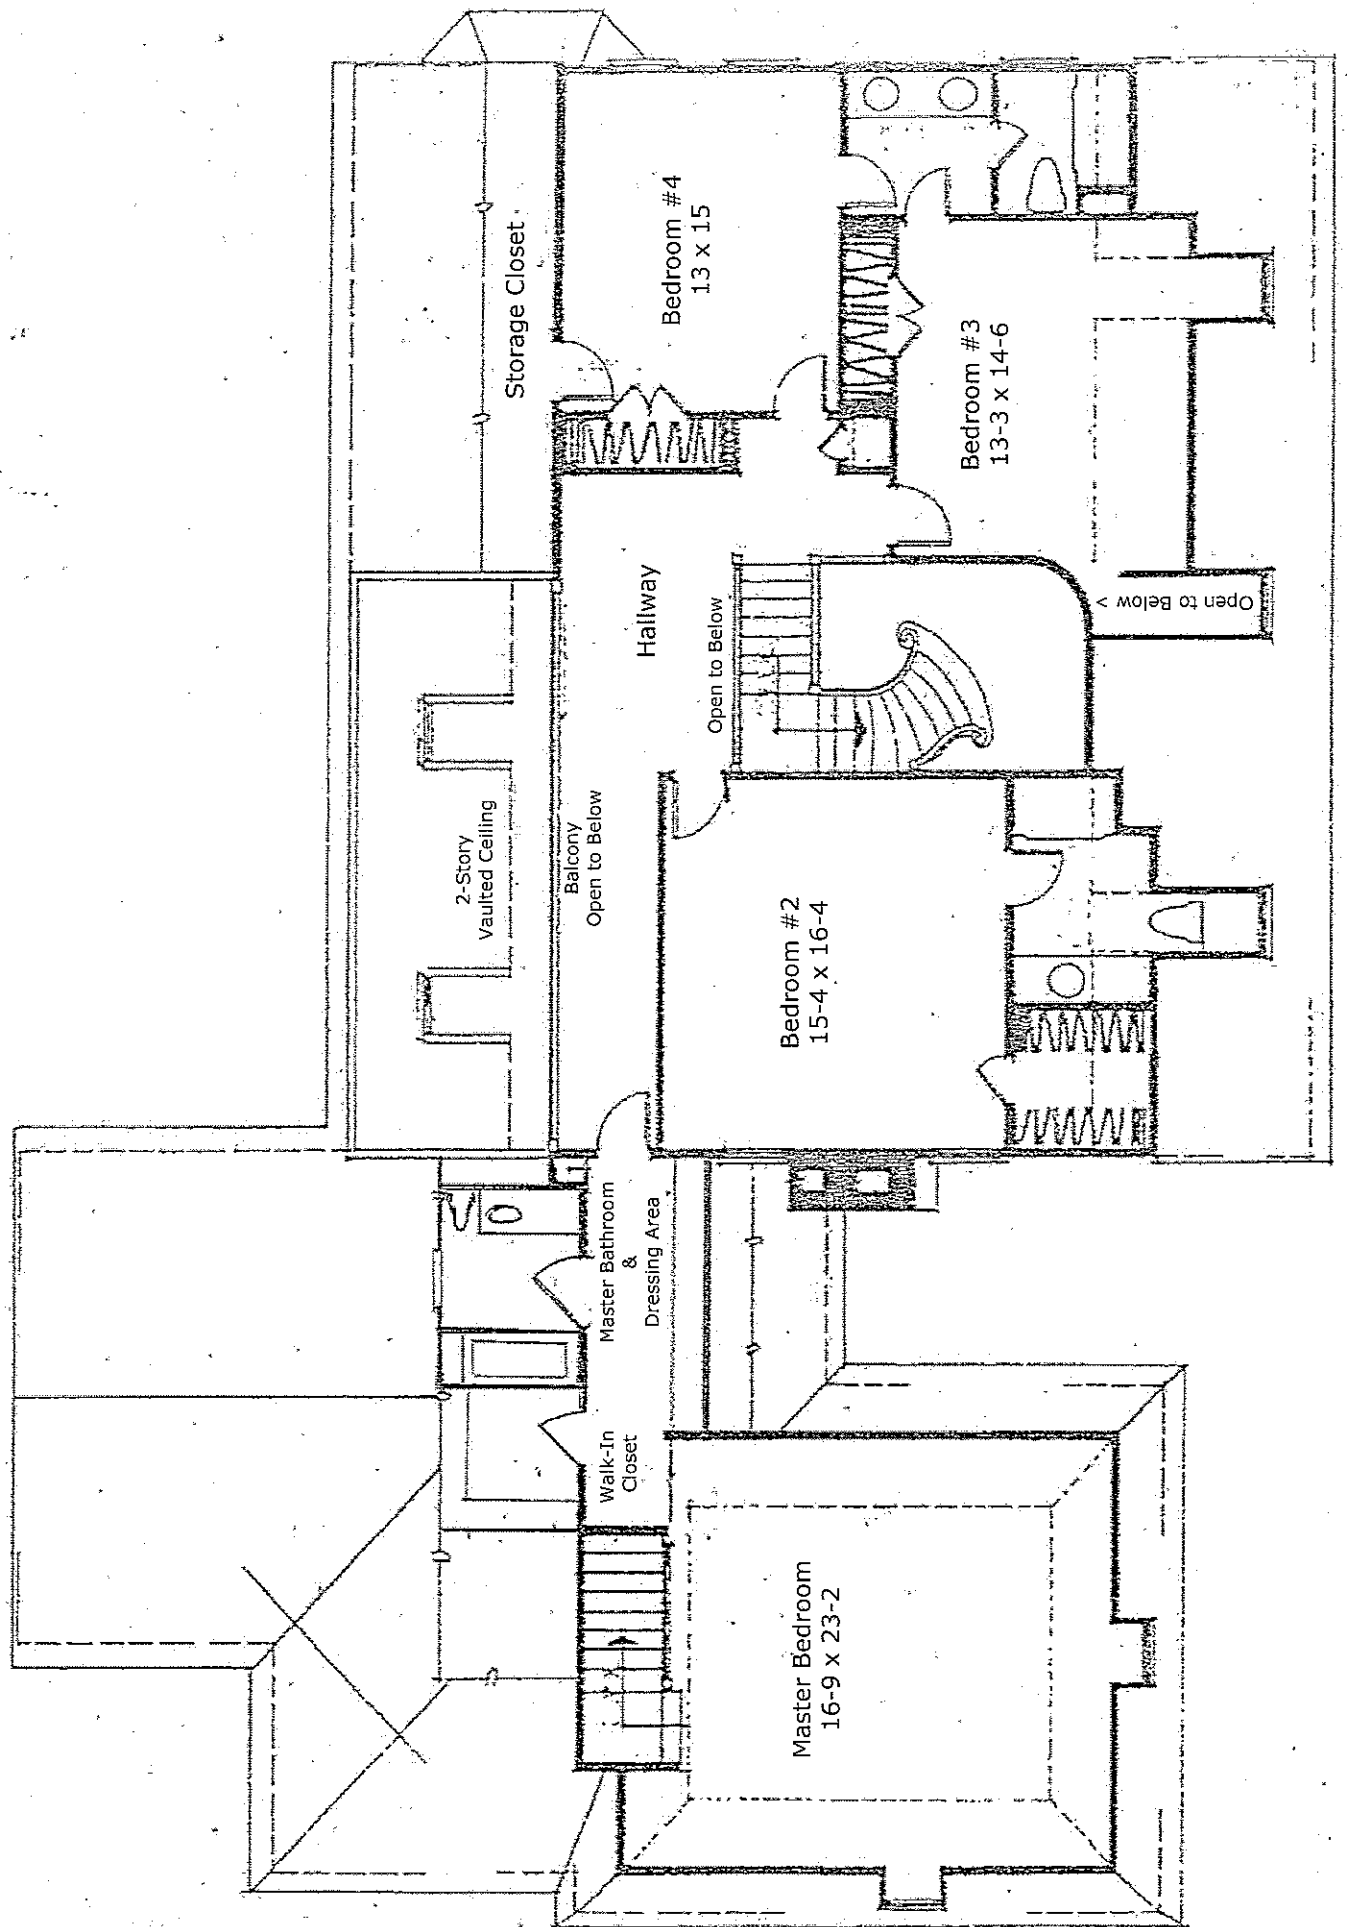 Storage Closet
Bedroom #4
13 x 15
Bedroom #3
13-3 x 14-6
Hallway
Open to Below
Open to Below >
2-Story
Vaulted Ceiling
Balcony
Open to Below
Bedroom #2
15-4 x 16-4
Master Bathroom
&
Dressing Area
Walk-In
Closet
Master Bedroom
16-9 x 23-2